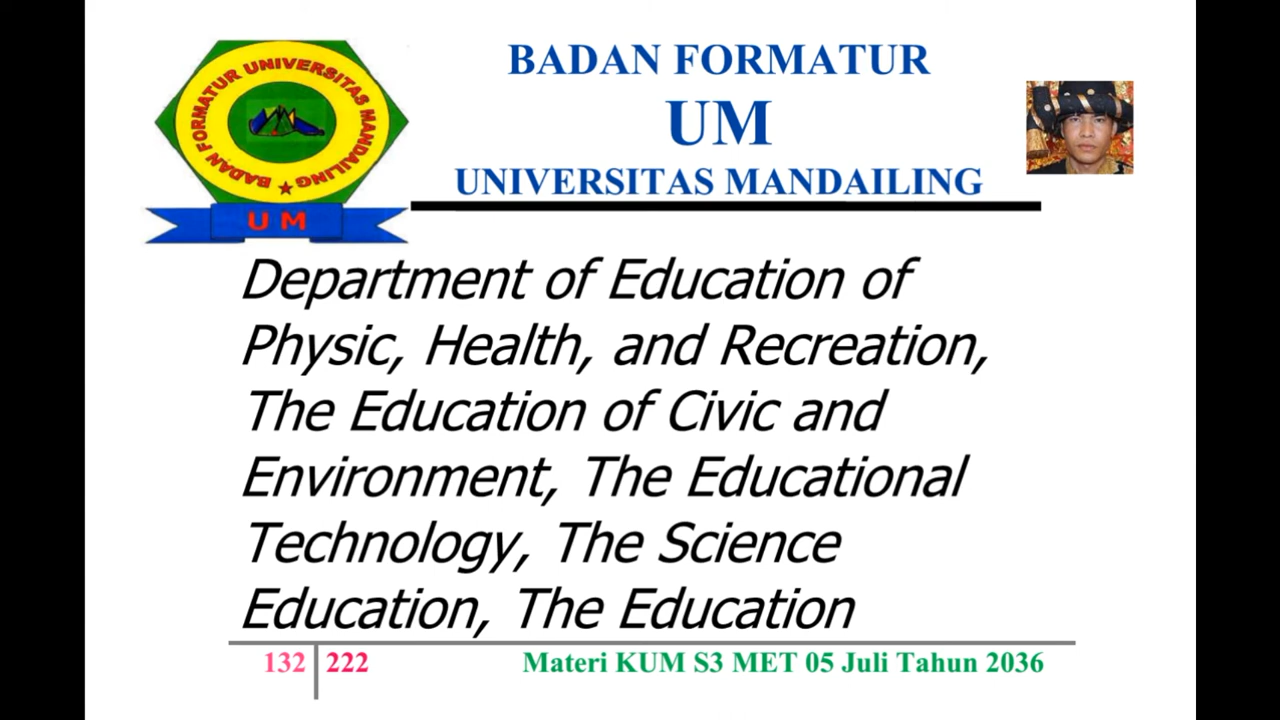 BADAN FORMATUR UNIVERSITAS MANDAILING
U M
BADAN FORMATUR
UM
UNIVERSITAS MANDAILING
Department of Education of
Physic, Health, and Recreation,
The Education of Civic and
Environment, The Educational
Technology, The Science
Education, The Education
132 222
Materi KUM S3 MET 05 Juli Tahun 2036